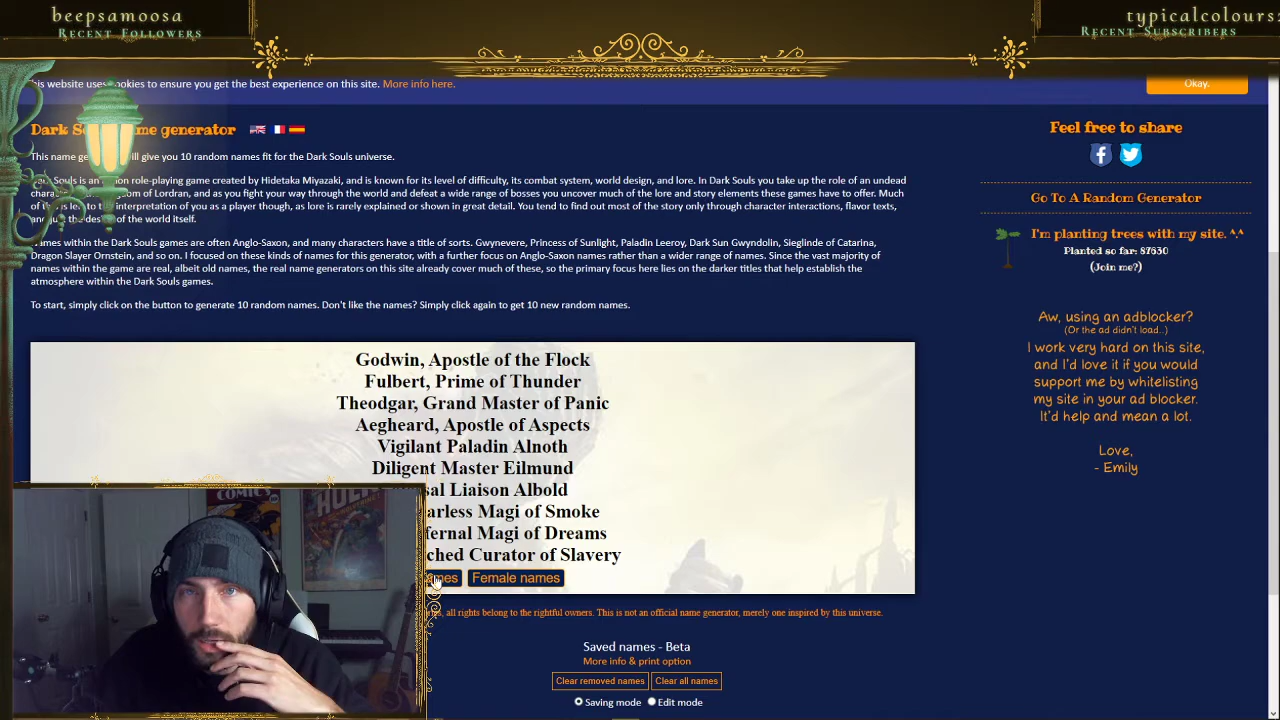 beepsamoosa
Recent Followers
typicalcolours
Recent Subscribers
his website uses cookies to ensure you get the best experience on this site. More info here.
Okay.
Dark S me generator
This name ge ill give you 10 random names fit for the Dark Souls universe.
Souls is an on role-playing game created by Hidetaka Miyazaki, and is known for its level of difficulty, its combat system, world design, and lore. In Dark Souls you take up the role of an undead
chara gdom of Lordran, and as you fight your way through the world and defeat a wide range of bosses you uncover much of the lore and story elements these games have to offer. Much
of interpretation of you as a player though, as lore is rarely explained or shown in great detail. You tend to find out most of the story only through character interactions, flavor texts,
and of the world itself.
mes within the Dark Souls games are often Anglo-Saxon, and many characters have a title of sorts. Gwynevere, Princess of Sunlight, Paladin Leeroy, Dark Sun Gwyndolin, Sieglinde of Catarina,
Dragon Slayer Ornstein, and so on. I focused on these kinds of names for this generator, with a further focus on Anglo-Saxon names rather than a wider range of names. Since the vast majority of
names within the game are real, albeit old names, the real name generators on this site already cover much of these, so the primary focus here lies on the darker titles that help establish the
atmosphere within the Dark Souls games.
To start, simply click on the button to generate 10 random names. Don't like the names? Simply click again to get 10 new random names.
Godwin, Apostle of the Flock
Fulbert, Prime of Thunder
Theodgar, Grand Master of Panic
Aegheard, Apostle of Aspects
Vigilant Paladin Alnoth
Diligent Master Eilmund
sal Liaison Albold
arless Magi of Smoke
fernal Magi of Dreams
ched Curator of Slavery
mes
Female names
all rights belong to the rightful owners. This is not an official name generator, merely one inspired by this universe.
Saved names - Beta
More info & print option
Clear removed names
Clear all names
Saving mode
Edit mode
Feel free to share
Go To A Random Generator
I'm planting trees with my site. ^.^
Planted so far: 87630
(Join me?)
Aw, using an adblocker?
(Or the ad didn't load..)
I work very hard on this site,
and I'd love it if you would
support me by whitelisting
my site in your ad blocker.
It'd help and mean a lot.
Love,
- Emily
COMICS
HULK